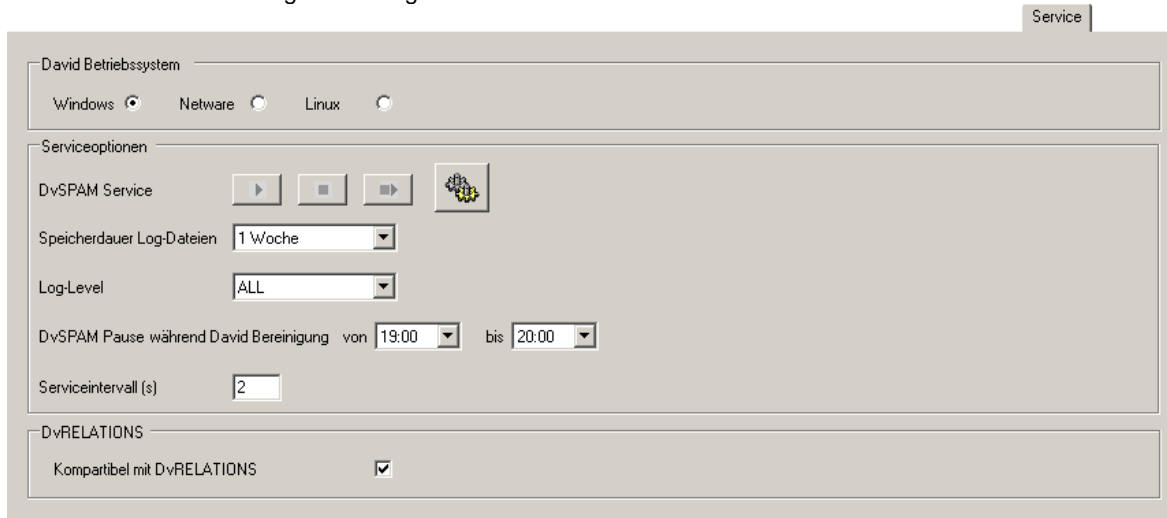 Service
David Betriebssystem
Windows Netware Linux
Serviceoptionen
DvSPAM Service
Speicherdauer Log-Dateien 1 Woche
Log-Level ALL
DvSPAM Pause während David Bereinigung von 19:00 bis 20:00
Serviceintervall (s) 2
DvRELATIONS
Kompartibel mit DvRELATIONS